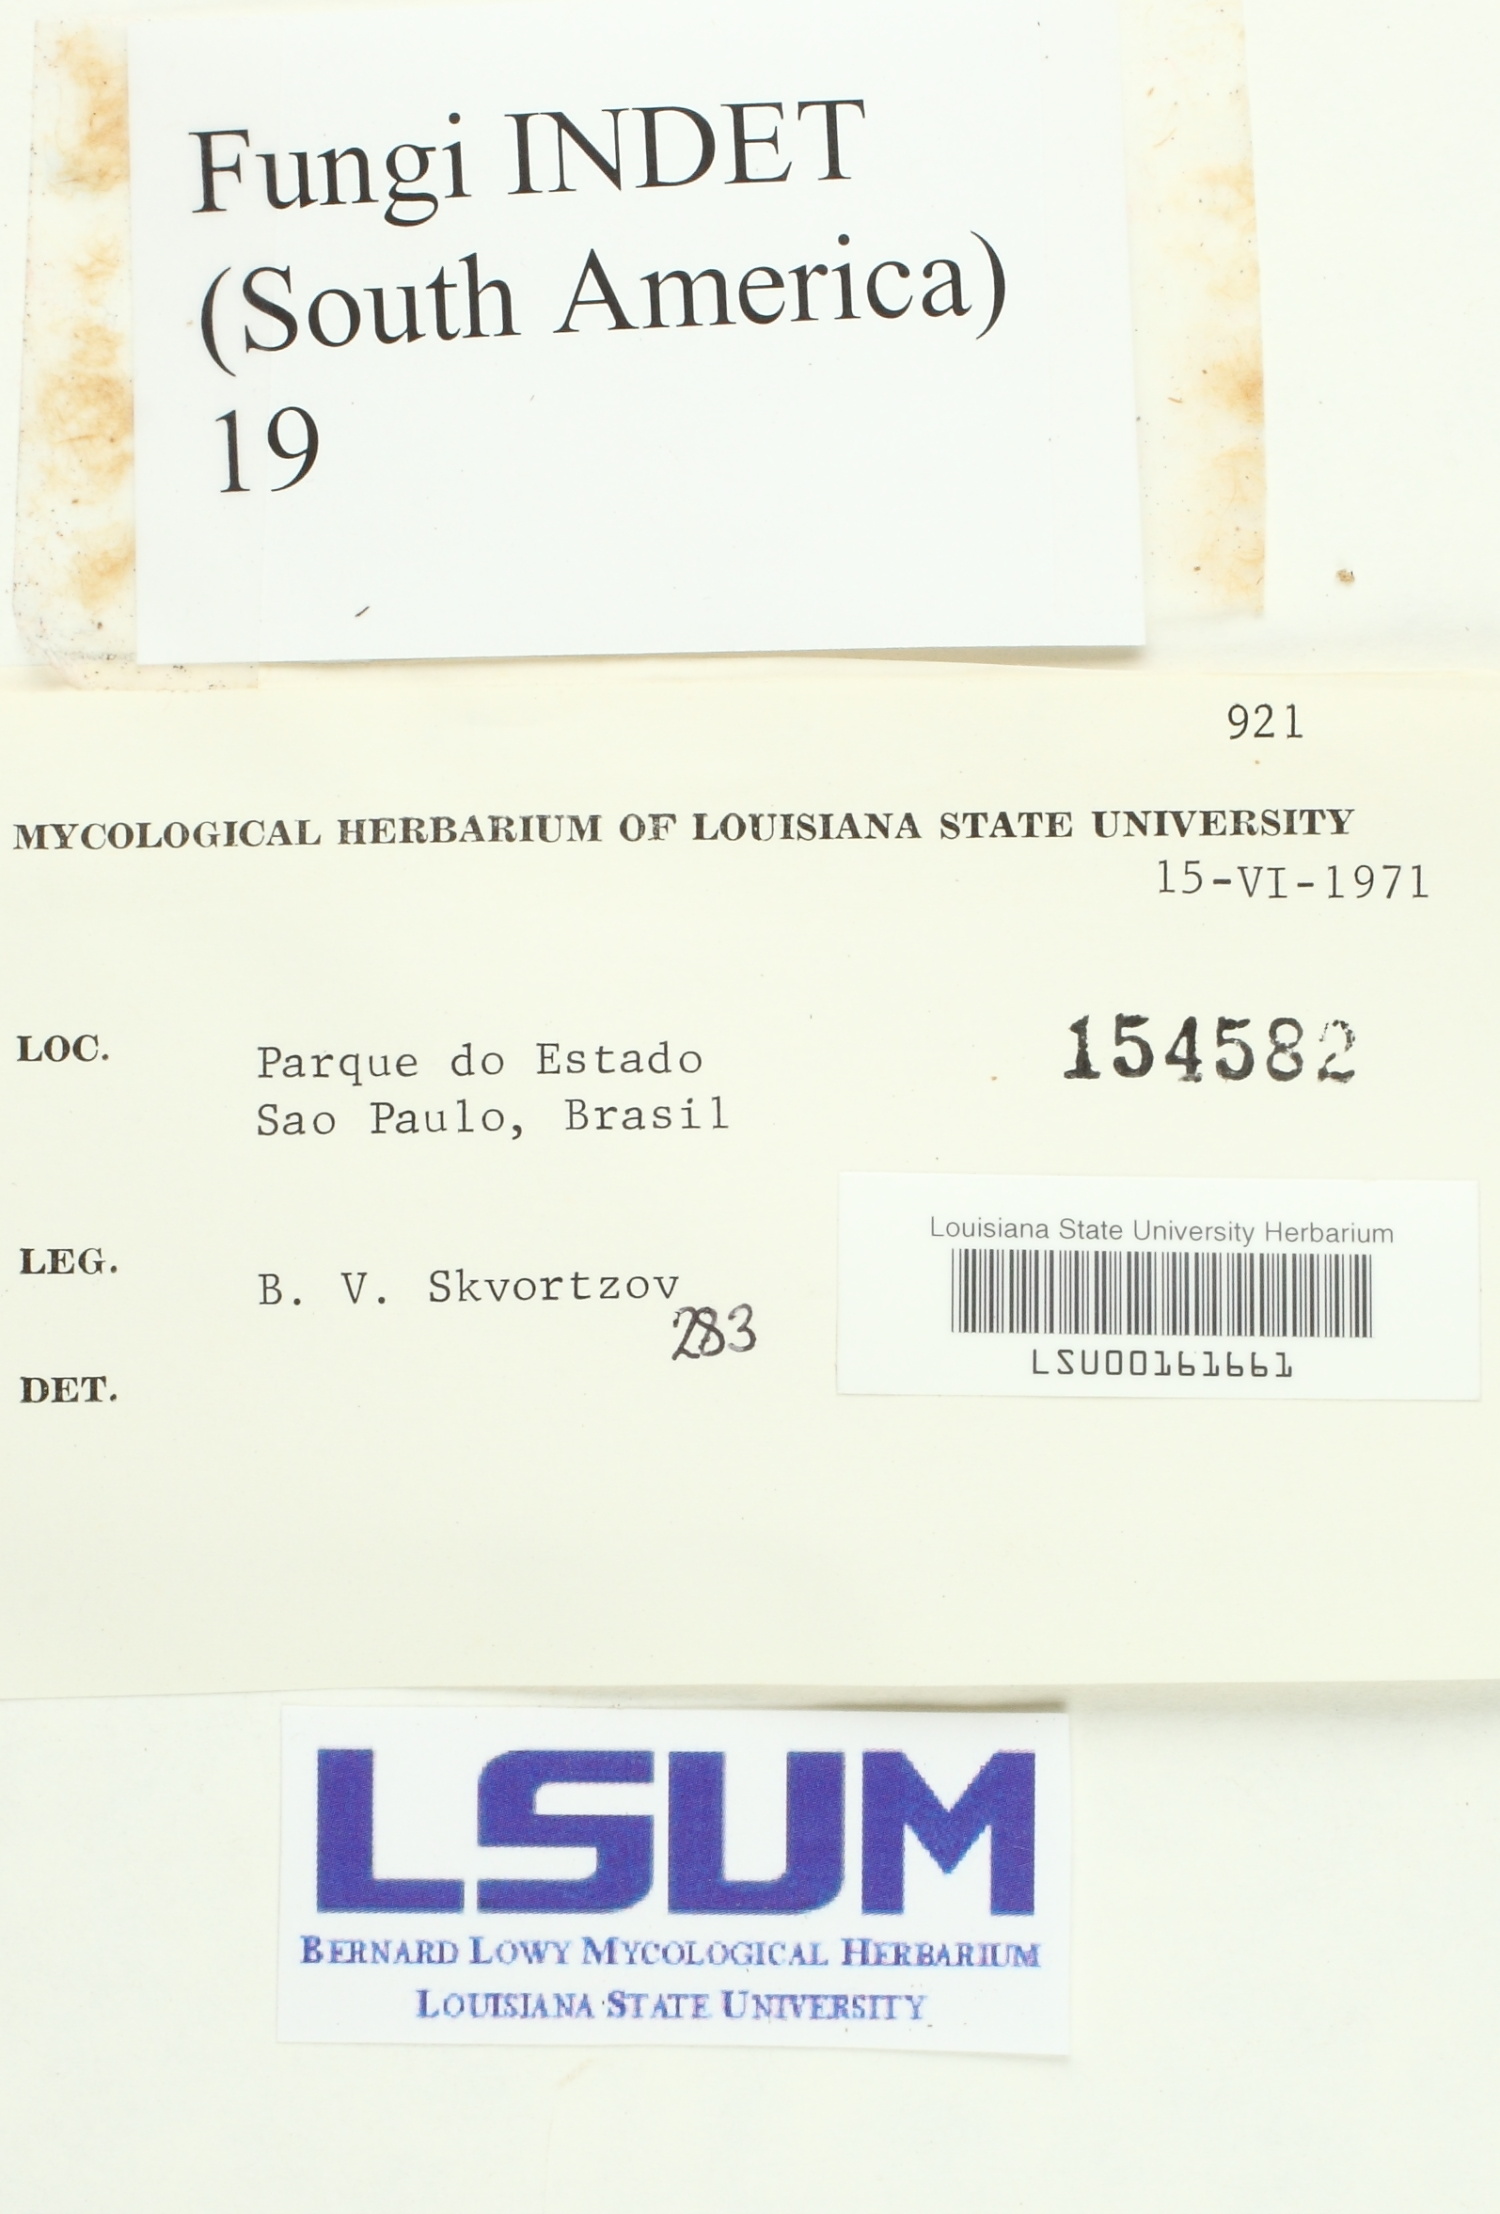 Fungi INDET
(South America)
19
921
MYCOLOGICAL HERBARIUM OF LOUISIANA STATE UNIVERSITY
15-VI-1971
LOC. Parque do Estado
154582
Sao Paulo, Brasil
Louisiana State University Herbarium
LEG. B. V. Skvortzov
283
LSU00161661
DET.
LSUM
BERNARD LOWY MYCOLOGICAL HERBARIUM
LOUISIANA STATE UNIVERSITY